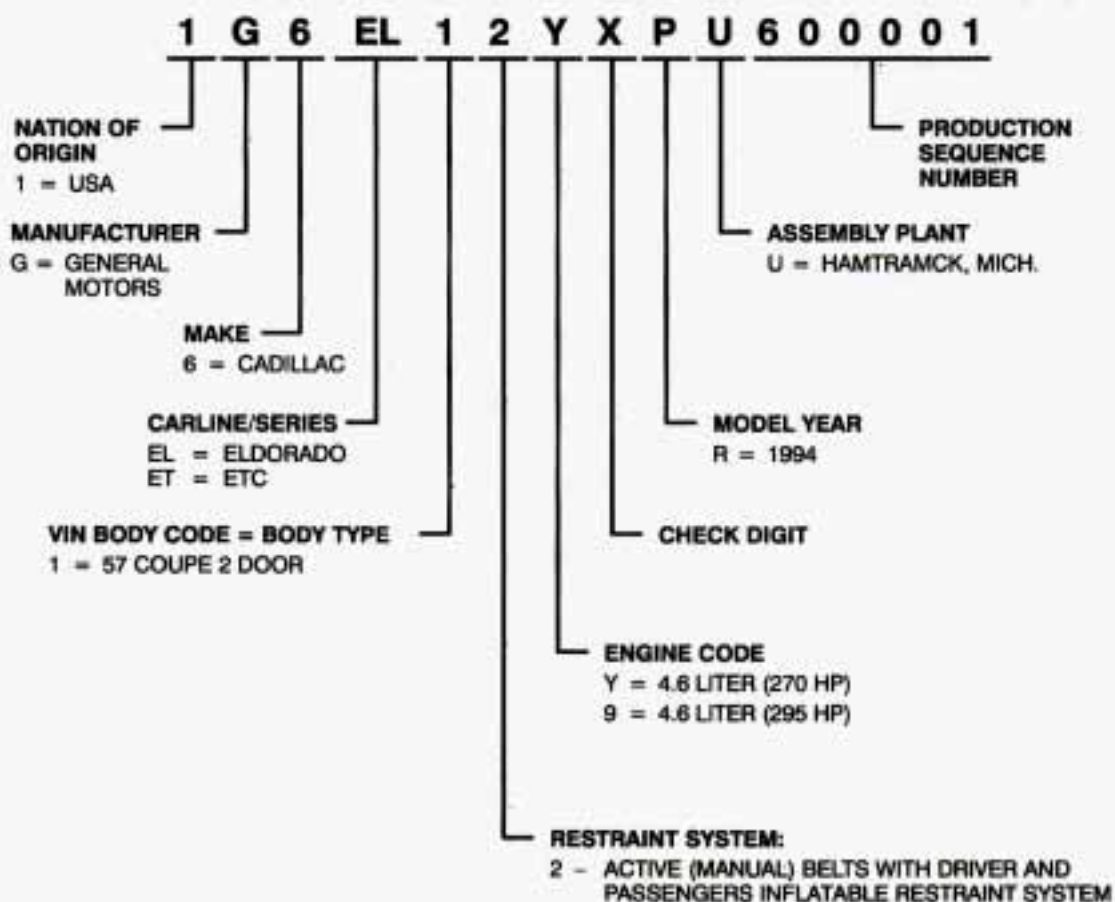 1 G 6 EL 1 2 Y X P U 6 0 0 0 0 1
NATION OF
ORIGIN
1 = USA
PRODUCTION
SEQUENCE
NUMBER
MANUFACTURER
G = GENERAL
MOTORS
ASSEMBLY PLANT
U = HAMTRAMCK, MICH.
MAKE
6 = CADILLAC
CARLINE/SERIES
EL = ELDORADO
ET = ETC
MODEL YEAR
R = 1994
VIN BODY CODE = BODY TYPE
1 = 57 COUPE 2 DOOR
CHECK DIGIT
ENGINE CODE
Y = 4.6 LITER (270 HP)
9 = 4.6 LITER (295 HP)
RESTRAINT SYSTEM:
2 - ACTIVE (MANUAL) BELTS WITH DRIVER AND
PASSENGERS INFLATABLE RESTRAINT SYSTEM